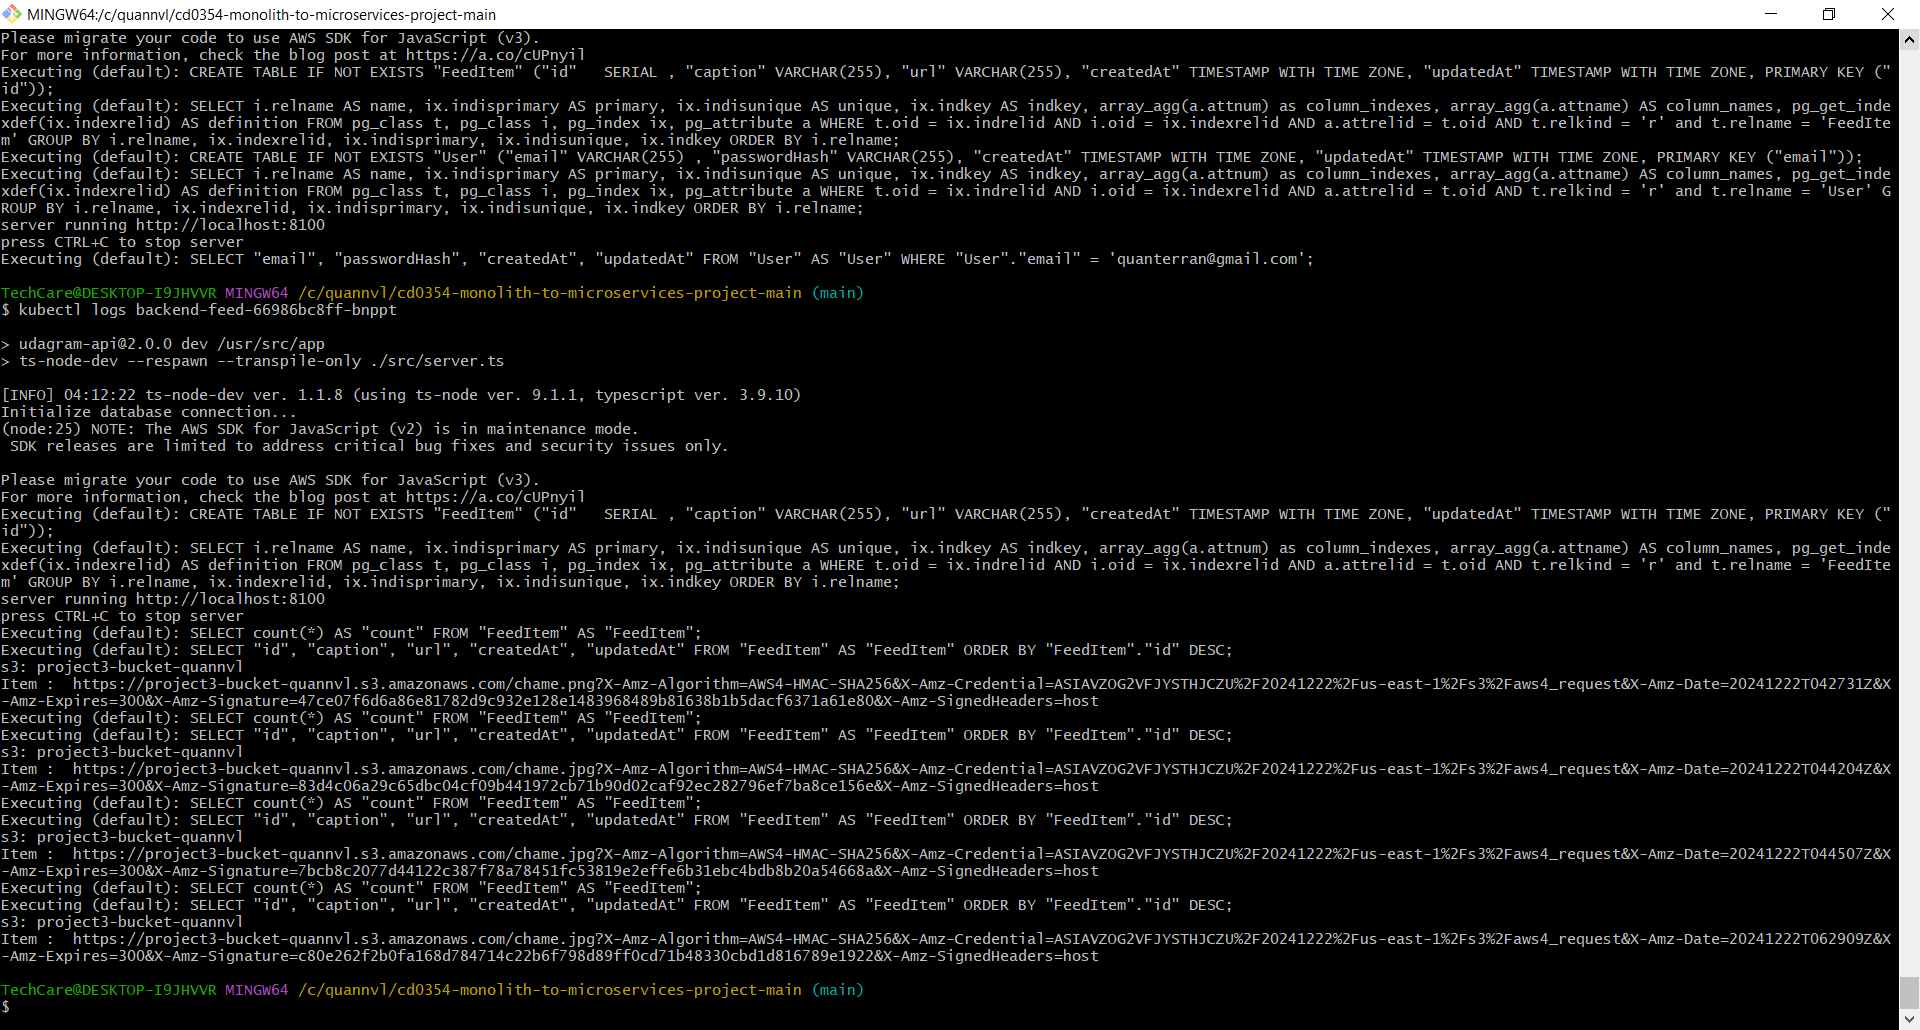 MINGW64:/c/quannvl/cd0354-monolith-to-microservices-project-main
Please migrate your code to use AWS SDK for JavaScript (v3).
For more information, check the blog post at https://a.co/cUPnyil
Executing (default): CREATE TABLE IF NOT EXISTS "FeedItem" ("id"   SERIAL , "caption" VARCHAR(255), "url" VARCHAR(255), "createdAt" TIMESTAMP WITH TIME ZONE, "updatedAt" TIMESTAMP WITH TIME ZONE, PRIMARY KEY ("
id"));
Executing (default): SELECT i.relname AS name, ix.indisprimary AS primary, ix.indisunique AS unique, ix.indkey AS indkey, array_agg(a.attnum) as column_indexes, array_agg(a.attname) AS column_names, pg_get_inde
xdef(ix.indexrelid) AS definition FROM pg_class t, pg_class i, pg_index ix, pg_attribute a WHERE t.oid = ix.indrelid AND i.oid = ix.indexrelid AND a.attrelid = t.oid AND t.relkind = 'r' and t.relname = 'FeedIte
m' GROUP BY i.relname, ix.indexrelid, ix.indisprimary, ix.indisunique, ix.indkey ORDER BY i.relname;
Executing (default): CREATE TABLE IF NOT EXISTS "User" ("email" VARCHAR(255) , "passwordHash" VARCHAR(255), "createdAt" TIMESTAMP WITH TIME ZONE, "updatedAt" TIMESTAMP WITH TIME ZONE, PRIMARY KEY ("email"));
Executing (default): SELECT i.relname AS name, ix.indisprimary AS primary, ix.indisunique AS unique, ix.indkey AS indkey, array_agg(a.attnum) as column_indexes, array_agg(a.attname) AS column_names, pg_get_inde
xdef(ix.indexrelid) AS definition FROM pg_class t, pg_class i, pg_index ix, pg_attribute a WHERE t.oid = ix.indrelid AND i.oid = ix.indexrelid AND a.attrelid = t.oid AND t.relkind = 'r' and t.relname = 'User' G
ROUP BY i.relname, ix.indexrelid, ix.indisprimary, ix.indisunique, ix.indkey ORDER BY i.relname;
server running http://localhost:8100
press CTRL+C to stop server
Executing (default): SELECT "email", "passwordHash", "createdAt", "updatedAt" FROM "User" AS "User" WHERE "User"."email" = 'quanterran@gmail.com';
TechCare@DESKTOP-I9JHVVR MINGW64 /c/quannvl/cd0354-monolith-to-microservices-project-main (main)
$ kubectl logs backend-feed-66986bc8ff-bnppt
> udagram-api@2.0.0 dev /usr/src/app
> ts-node-dev --respawn --transpile-only ./src/server.ts
[INFO] 04:12:22 ts-node-dev ver. 1.1.8 (using ts-node ver. 9.1.1, typescript ver. 3.9.10)
Initialize database connection...
(node:25) NOTE: The AWS SDK for JavaScript (v2) is in maintenance mode.
 SDK releases are limited to address critical bug fixes and security issues only.
Please migrate your code to use AWS SDK for JavaScript (v3).
For more information, check the blog post at https://a.co/cUPnyil
Executing (default): CREATE TABLE IF NOT EXISTS "FeedItem" ("id"   SERIAL , "caption" VARCHAR(255), "url" VARCHAR(255), "createdAt" TIMESTAMP WITH TIME ZONE, "updatedAt" TIMESTAMP WITH TIME ZONE, PRIMARY KEY ("
id"));
Executing (default): SELECT i.relname AS name, ix.indisprimary AS primary, ix.indisunique AS unique, ix.indkey AS indkey, array_agg(a.attnum) as column_indexes, array_agg(a.attname) AS column_names, pg_get_inde
xdef(ix.indexrelid) AS definition FROM pg_class t, pg_class i, pg_index ix, pg_attribute a WHERE t.oid = ix.indrelid AND i.oid = ix.indexrelid AND a.attrelid = t.oid AND t.relkind = 'r' and t.relname = 'FeedIte
m' GROUP BY i.relname, ix.indexrelid, ix.indisprimary, ix.indisunique, ix.indkey ORDER BY i.relname;
server running http://localhost:8100
press CTRL+C to stop server
Executing (default): SELECT count(*) AS "count" FROM "FeedItem" AS "FeedItem";
Executing (default): SELECT "id", "caption", "url", "createdAt", "updatedAt" FROM "FeedItem" AS "FeedItem" ORDER BY "FeedItem"."id" DESC;
s3: project3-bucket-quannvl
Item :  https://project3-bucket-quannvl.s3.amazonaws.com/chame.png?X-Amz-Algorithm=AWS4-HMAC-SHA256&X-Amz-Credential=ASIAVZOG2VFJYSTHJCZU%2F20241222%2Fus-east-1%2Fs3%2Faws4_request&X-Amz-Date=20241222T042731Z&X
-Amz-Expires=300&X-Amz-Signature=47ce07f6d6a86e81782d9c932e128e1483968489b81638b1b5dacf6371a61e80&X-Amz-SignedHeaders=host
Executing (default): SELECT count(*) AS "count" FROM "FeedItem" AS "FeedItem";
Executing (default): SELECT "id", "caption", "url", "createdAt", "updatedAt" FROM "FeedItem" AS "FeedItem" ORDER BY "FeedItem"."id" DESC;
s3: project3-bucket-quannvl
Item :  https://project3-bucket-quannvl.s3.amazonaws.com/chame.jpg?X-Amz-Algorithm=AWS4-HMAC-SHA256&X-Amz-Credential=ASIAVZOG2VFJYSTHJCZU%2F20241222%2Fus-east-1%2Fs3%2Faws4_request&X-Amz-Date=20241222T044204Z&X
-Amz-Expires=300&X-Amz-Signature=83d4c06a29c65dbc04cf09b441972cb71b90d02caf92ec282796ef7ba8ce156e&X-Amz-SignedHeaders=host
Executing (default): SELECT count(*) AS "count" FROM "FeedItem" AS "FeedItem";
Executing (default): SELECT "id", "caption", "url", "createdAt", "updatedAt" FROM "FeedItem" AS "FeedItem" ORDER BY "FeedItem"."id" DESC;
s3: project3-bucket-quannvl
Item :  https://project3-bucket-quannvl.s3.amazonaws.com/chame.jpg?X-Amz-Algorithm=AWS4-HMAC-SHA256&X-Amz-Credential=ASIAVZOG2VFJYSTHJCZU%2F20241222%2Fus-east-1%2Fs3%2Faws4_request&X-Amz-Date=20241222T044507Z&X
-Amz-Expires=300&X-Amz-Signature=7bcb8c2077d44122c387f78a78451fc53819e2effe6b31ebc4bdb8b20a54668a&X-Amz-SignedHeaders=host
Executing (default): SELECT count(*) AS "count" FROM "FeedItem" AS "FeedItem";
Executing (default): SELECT "id", "caption", "url", "createdAt", "updatedAt" FROM "FeedItem" AS "FeedItem" ORDER BY "FeedItem"."id" DESC;
s3: project3-bucket-quannvl
Item :  https://project3-bucket-quannvl.s3.amazonaws.com/chame.jpg?X-Amz-Algorithm=AWS4-HMAC-SHA256&X-Amz-Credential=ASIAVZOG2VFJYSTHJCZU%2F20241222%2Fus-east-1%2Fs3%2Faws4_request&X-Amz-Date=20241222T062909Z&X
-Amz-Expires=300&X-Amz-Signature=c80e262f2b0fa168d784714c22b6f798d89ff0cd71b48330cbd1d816789e1922&X-Amz-SignedHeaders=host
TechCare@DESKTOP-I9JHVVR MINGW64 /c/quannvl/cd0354-monolith-to-microservices-project-main (main)
$